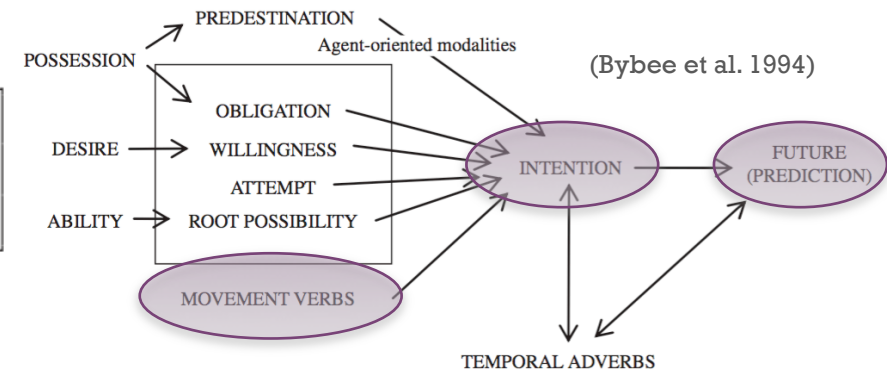 PREDESTINATION
Agent-oriented modalities
POSSESSION
(Bybee et al. 1994)
OBLIGATION
DESIRE
WILLINGNESS
INTENTION
FUTURE
(PREDICTION)
ATTEMPT
ABILITY
ROOT POSSIBILITY
MOVEMENT VERBS
TEMPORAL ADVERBS